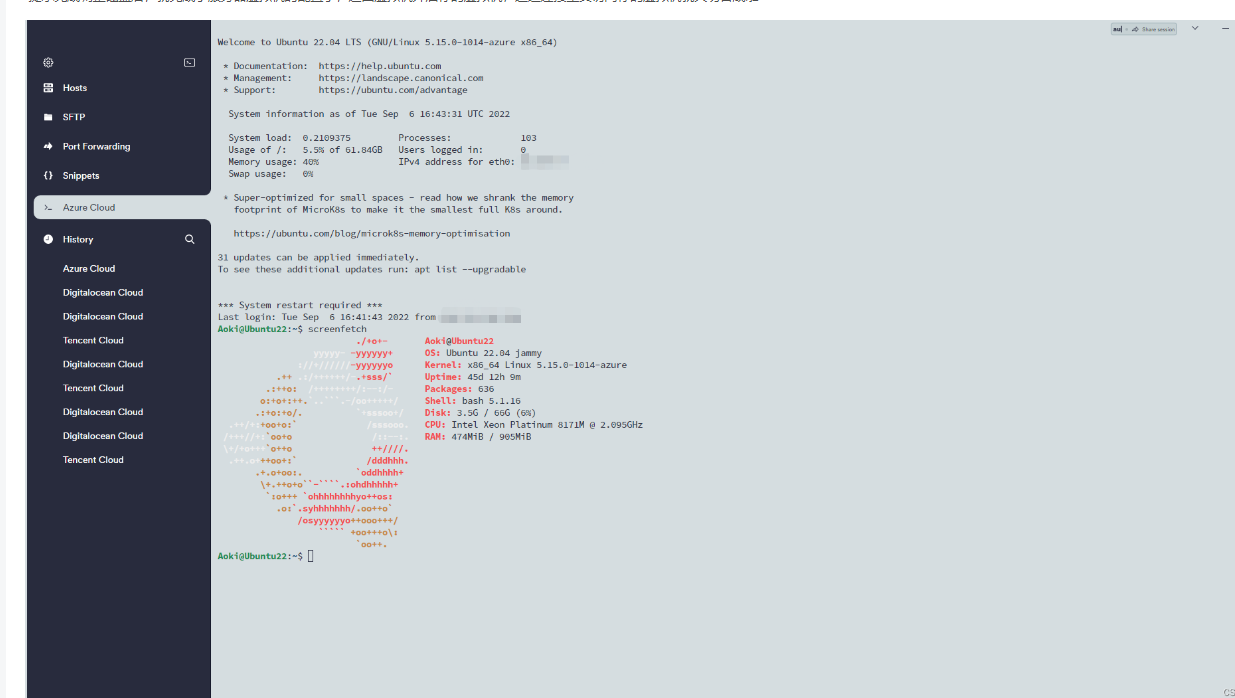 au Share session
Welcome to Ubuntu 22.04 LTS (GNU/Linux 5.15.0-1014-azure x86_64)
* Documentation: https://help.ubuntu.com
* Management: https://landscape.canonical.com
* Support: https://ubuntu.com/advantage
System information as of Tue Sep 6 16:43:31 UTC 2022
System load: 0.2109375 Processes: 103
Usage of /: 5.5% of 61.84GB Users logged in: 0
Memory usage: 40% IPv4 address for eth0:
Swap usage: 0%
* Super-optimized for small spaces - read how we shrank the memory
footprint of MicroK8s to make it the smallest full K8s around.
https://ubuntu.com/blog/microk8s-memory-optimisation
31 updates can be applied immediately.
To see these additional updates run: apt list --upgradable
*** System restart required ***
Last login: Tue Sep 6 16:41:43 2022 from
Aoki@Ubuntu22:~$ screenfetch
Aoki@Ubuntu22
OS: Ubuntu 22.04 jammy
Kernel: x86_64 Linux 5.15.0-1014-azure
Uptime: 45d 12h 9m
Packages: 636
Shell: bash 5.1.16
Disk: 3.5G / 66G (6%)
CPU: Intel Xeon Platinum 8171M @ 2.095GHz
RAM: 474MiB / 905MiB
Aoki@Ubuntu22:~$
Hosts
SFTP
Port Forwarding
Snippets
Azure Cloud
History
Azure Cloud
Digitalocean Cloud
Digitalocean Cloud
Tencent Cloud
Digitalocean Cloud
Tencent Cloud
Digitalocean Cloud
Digitalocean Cloud
Tencent Cloud
CS